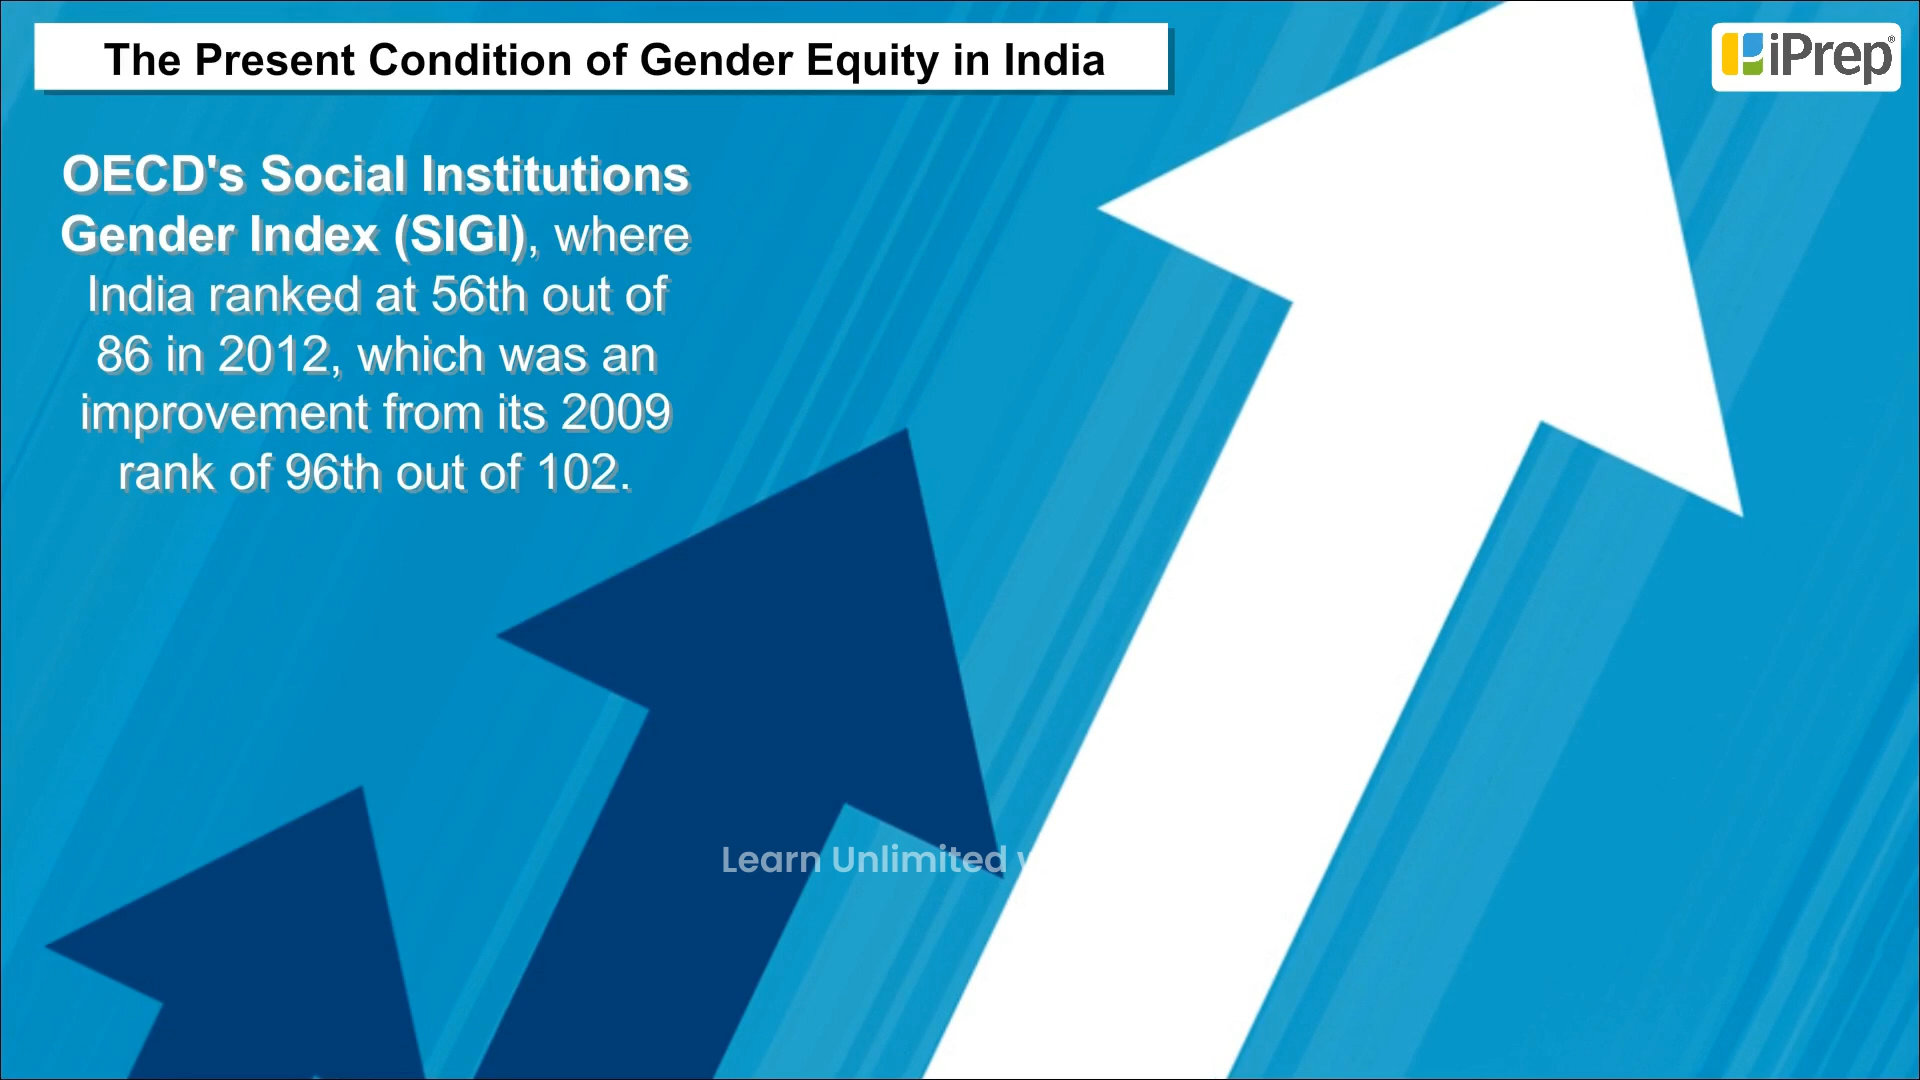 The Present Condition of Gender Equity in India
iPrep®
OECD's Social Institutions
Gender Index (SIGI), where
India ranked at 56th out of
86 in 2012, which was an
improvement from its 2009
rank of 96th out of 102.
Learn Unlimited